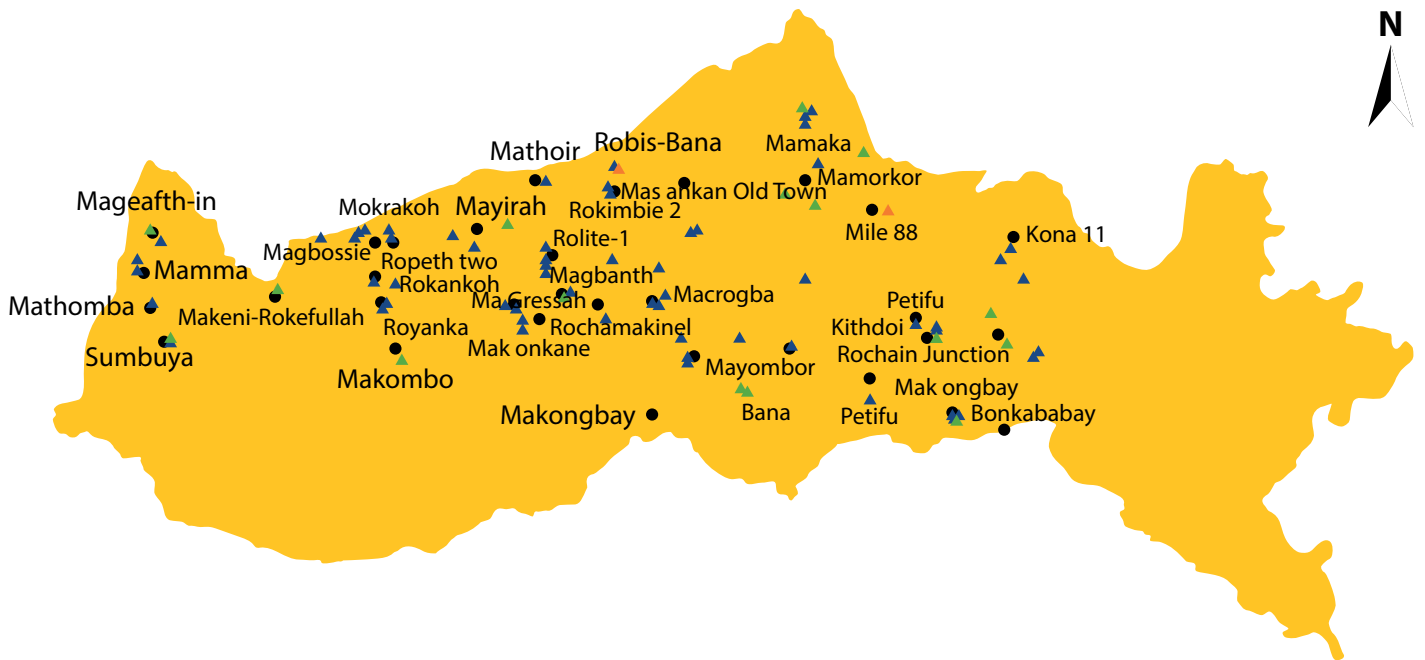 N
Mathoir
Robis-Bana
Mamaka
Mageafth-in
Mokrakoh
Mayirah
Mas ahkan Old Town
Mamorkor
Rokimbie 2
Mile 88
Kona 11
Magbossie
Ropeth two
Rolite-1
Mamma
Rokankoh
Magbanth
Mathomba
Makeni-Rokefullah
Ma Gressah
Macrogba
Petifu
Royanka
Rochamakinel
Kithdoi
Sumbuya
Mak onkane
Rochain Junction
Makombo
Mayombor
Mak ongbay
Makongbay
Bana
Petifu
Bonkababay